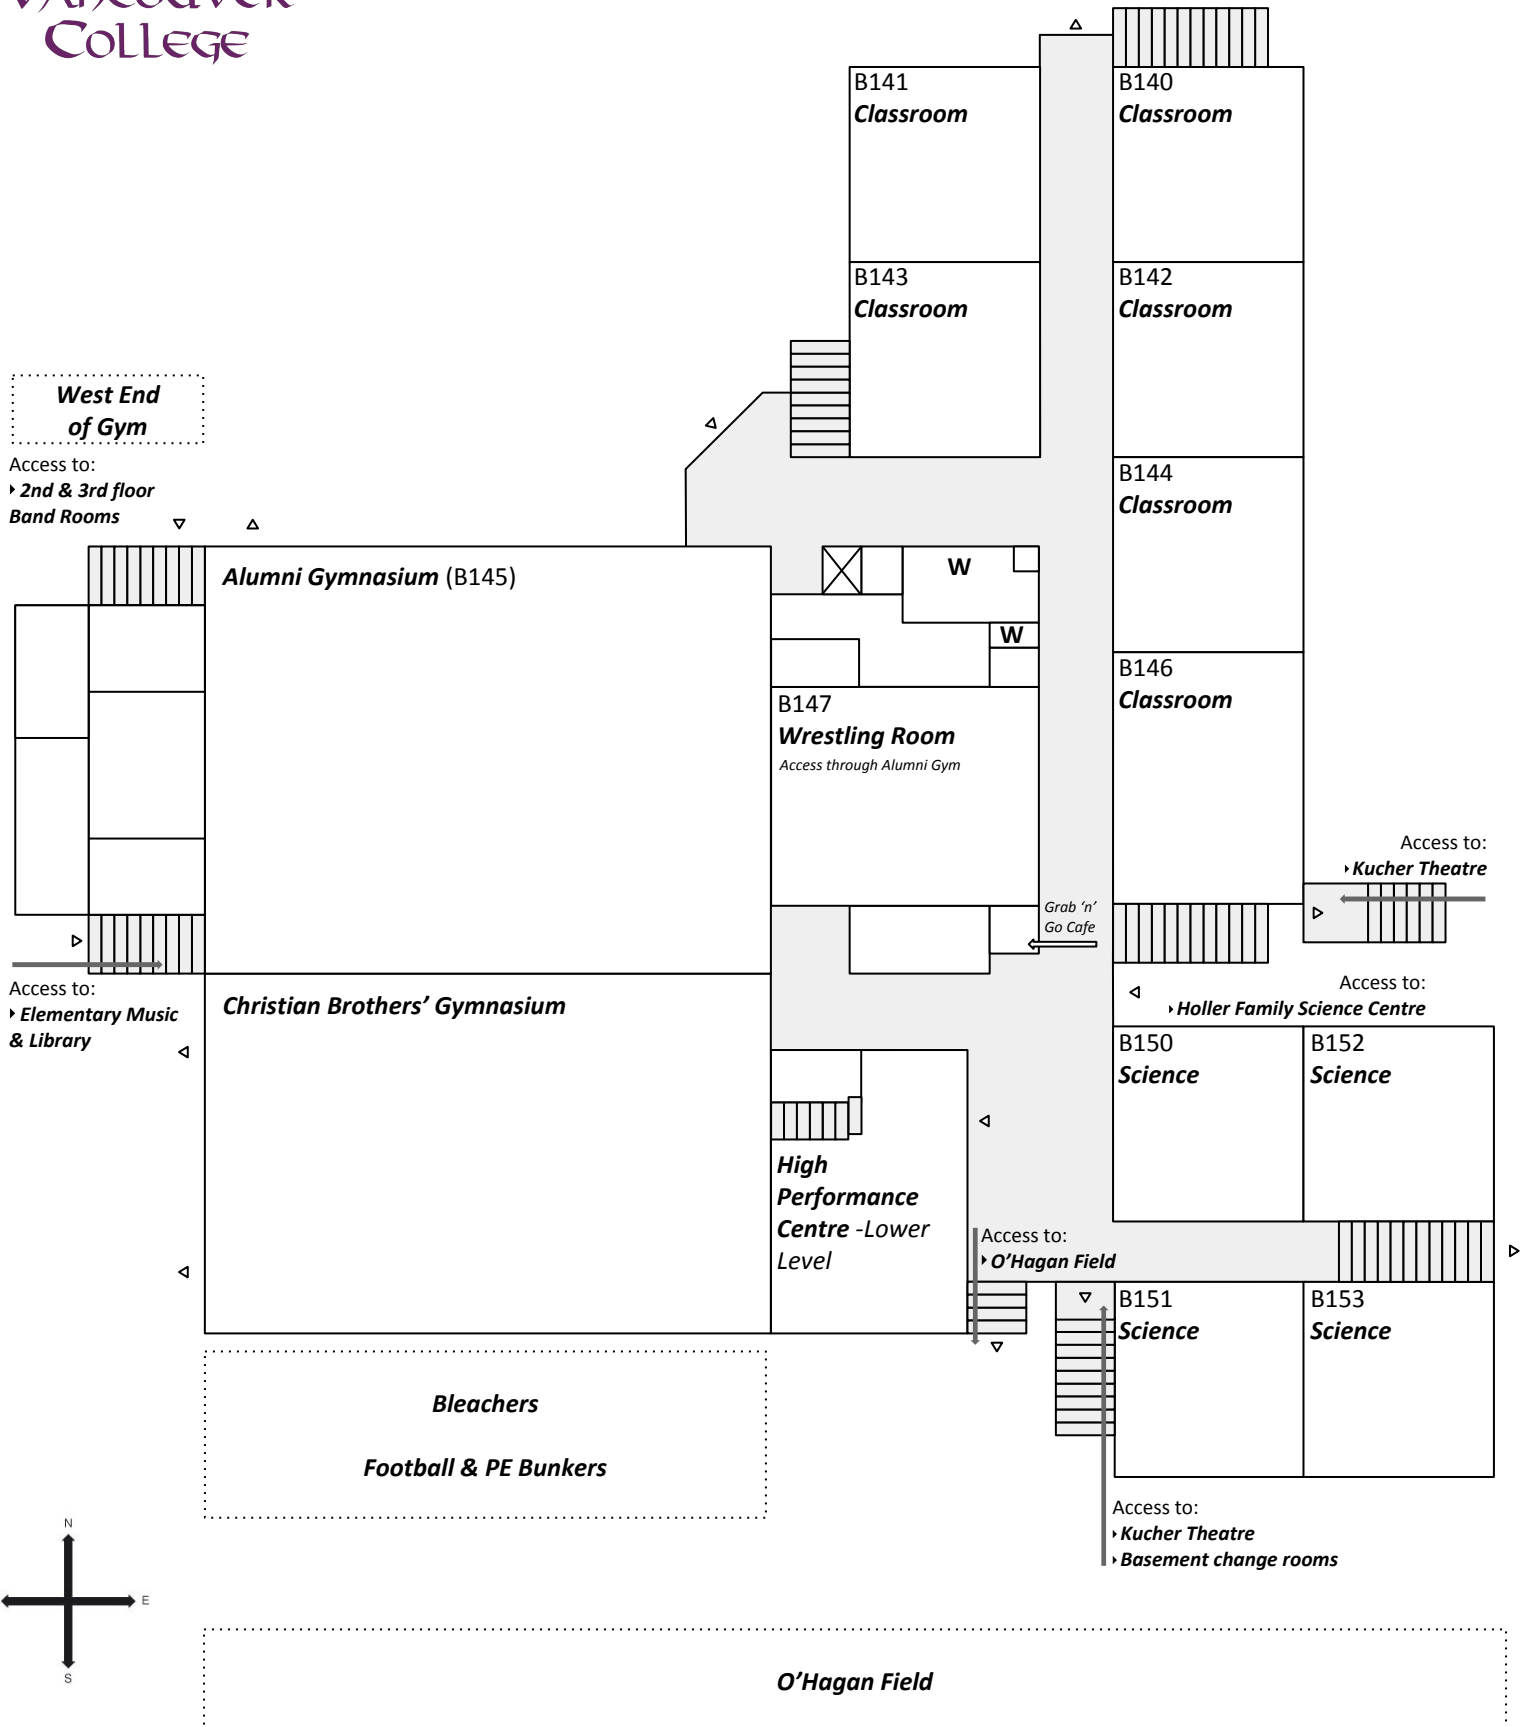 VANCOUVER
COLLEGE
B141
Classroom
B140
Classroom
B143
Classroom
B142
Classroom
West End
of Gym
Access to:
‣ 2nd & 3rd floor
Band Rooms
B144
Classroom
Alumni Gymnasium (B145)
W
W
B146
Classroom
B147
Wrestling Room
Access through Alumni Gym
Access to:
‣ Kucher Theatre
Grab ‘n’
Go Cafe
Access to:
‣ Elementary Music
& Library
Christian Brothers’ Gymnasium
Access to:
‣ Holler Family Science Centre
B150
Science
B152
Science
High
Performance
Centre -Lower
Level
Access to:
‣ O’Hagan Field
B151
Science
B153
Science
Bleachers
Football & PE Bunkers
Access to:
‣ Kucher Theatre
‣ Basement change rooms
N
E
S
O’Hagan Field